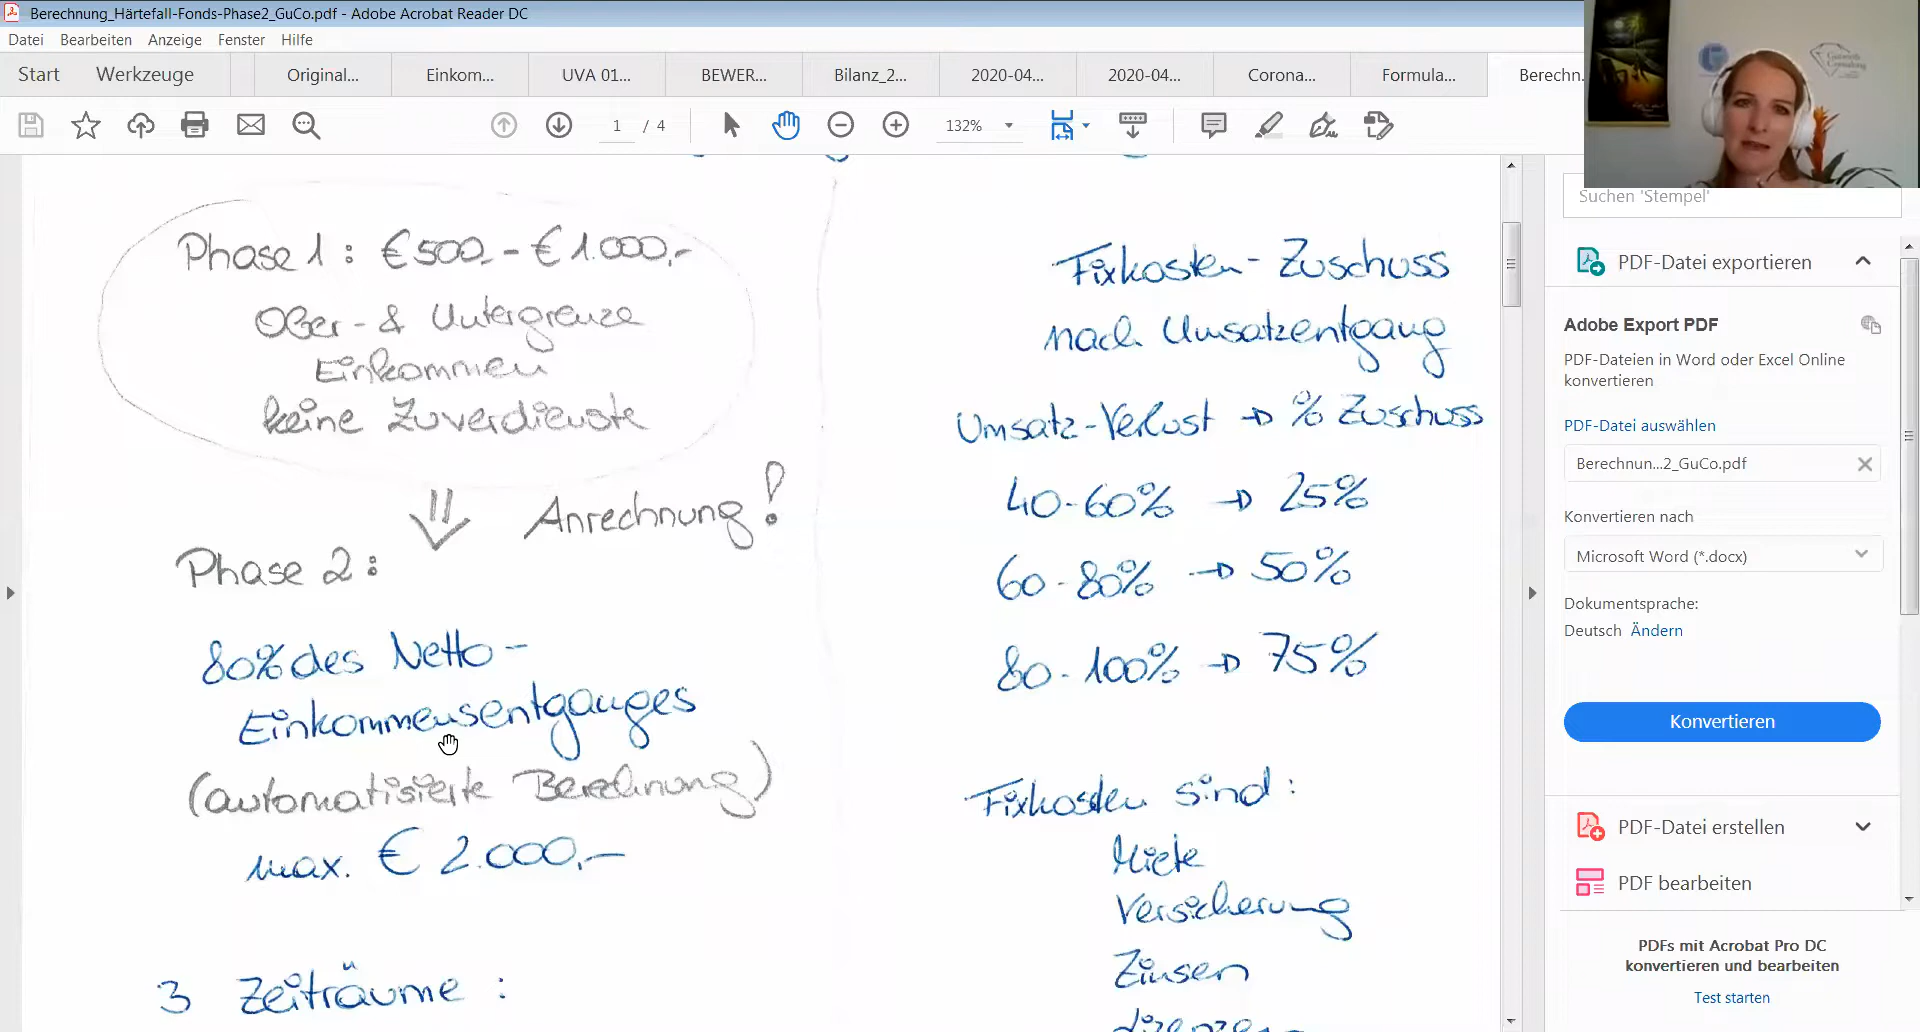 Berechnung_Härtefall-Fonds-Phase2_GuCo.pdf - Adobe Acrobat Reader DC
Datei Bearbeiten Anzeige Fenster Hilfe
Start Werkzeuge Original... Einkom... UVA 01... BEWER... Bilanz_2... 2020-04... 2020-04... Corona... Formula... Berechn.
1 / 4 132%
Phase 1 : € 500,- - € 1.000,-
Ober- & Untergrenze
Einkommen
keine Zuverdienste
Anrechnung!
Phase 2 :
80% des Netto-
Einkommensentganges
(automatisierte Berechnung)
max. € 2.000,-
3 Zeiträume :
Fixkosten-Zuschuss
nach Umsatzentgang
Umsatz-Verlust → % Zuschuss
40-60% → 25%
60-80% → 50%
80-100% → 75%
Fixkosten sind :
Miete
Versicherung
Zinsen
Suchen 'Stempel'
PDF-Datei exportieren
Adobe Export PDF
PDF-Dateien in Word oder Excel Online
konvertieren
PDF-Datei auswählen
Berechnun...2_GuCo.pdf
Konvertieren nach
Microsoft Word (*.docx)
Dokumentsprache:
Deutsch Ändern
Konvertieren
PDF-Datei erstellen
PDF bearbeiten
PDFs mit Acrobat Pro DC
konvertieren und bearbeiten
Test starten